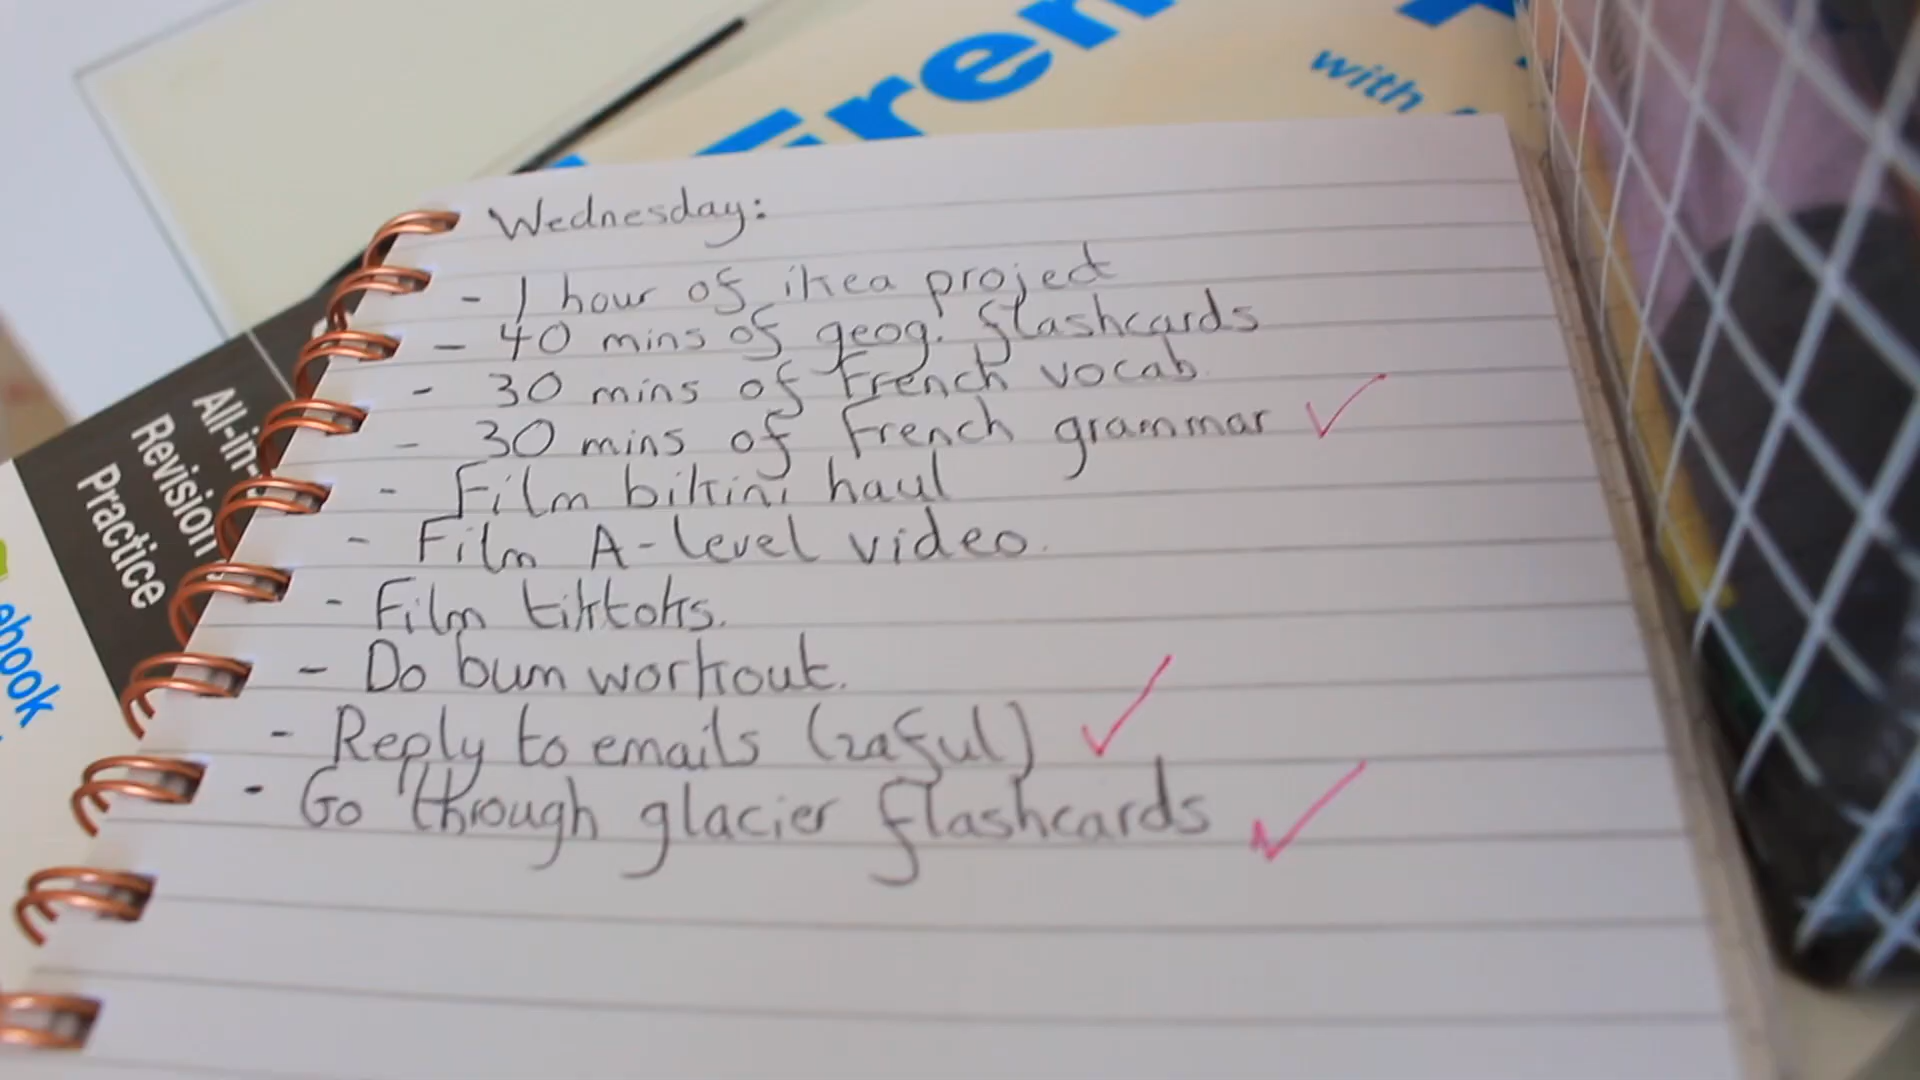 Fren
with
All-in-
Revision
Practice
ebook
Wednesday:
- 1 hour of ikea project
- 40 mins of geog. flashcards
- 30 mins of French vocab.
- 30 mins of French grammar ✓
- Film bikini haul
- Film A-level video.
- Film tiktoks.
- Do bum workout.
- Reply to emails (zaful) ✓
- Go through glacier flashcards ✓